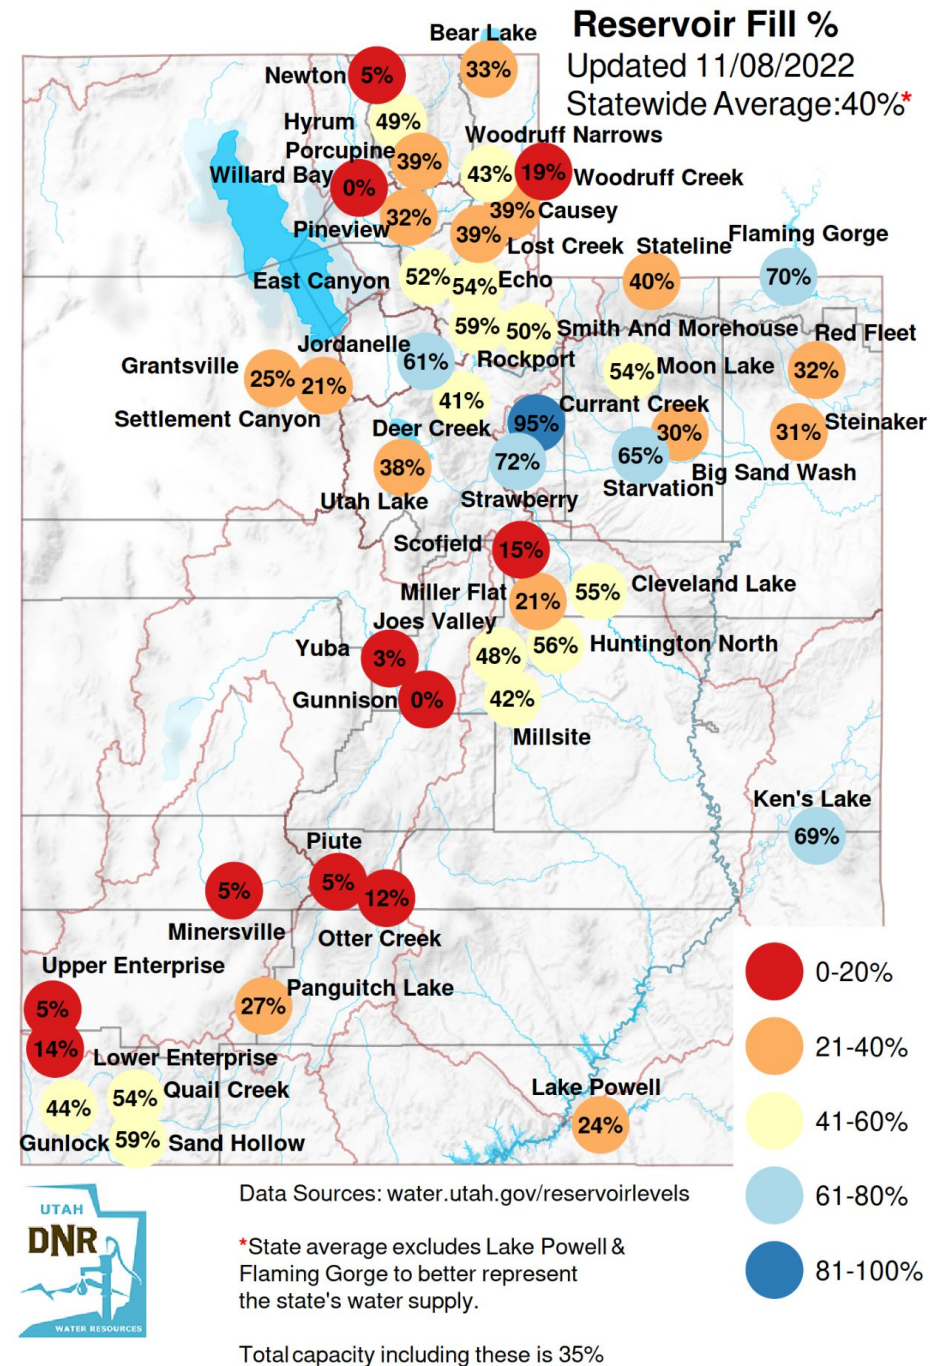 Reservoir Fill %
Updated 11/08/2022
Statewide Average:40%*
Bear Lake
33%
Newton 5%
Hyrum 49%
Woodruff Narrows
43%
Porcupine 39%
19% Woodruff Creek
Willard Bay 0%
39% Causey
Pineview 32%
39% Lost Creek
Stateline
40%
Flaming Gorge
70%
East Canyon 52%
54% Echo
59%
Rockport
50% Smith And Morehouse
Red Fleet
32%
Jordanelle
61%
Grantsville 25%
21%
Settlement Canyon
54% Moon Lake
41%
Deer Creek
Currant Creek
95%
30%
Big Sand Wash
31% Steinaker
38%
Utah Lake
72%
Strawberry
65%
Starvation
Scofield 15%
Miller Flat 21%
55% Cleveland Lake
Joes Valley
48%
56% Huntington North
Yuba 3%
Gunnison 0%
42%
Millsite
Ken's Lake
69%
Piute
5%
12%
Otter Creek
5%
Minersville
Upper Enterprise
5%
27% Panguitch Lake
14% Lower Enterprise
54% Quail Creek
44%
Gunlock
59% Sand Hollow
Lake Powell
24%
0-20%
21-40%
41-60%
61-80%
81-100%
UTAH
DNR
WATER RESOURCES
Data Sources: water.utah.gov/reservoirlevels
*State average excludes Lake Powell &
Flaming Gorge to better represent
the state's water supply.
Total capacity including these is 35%